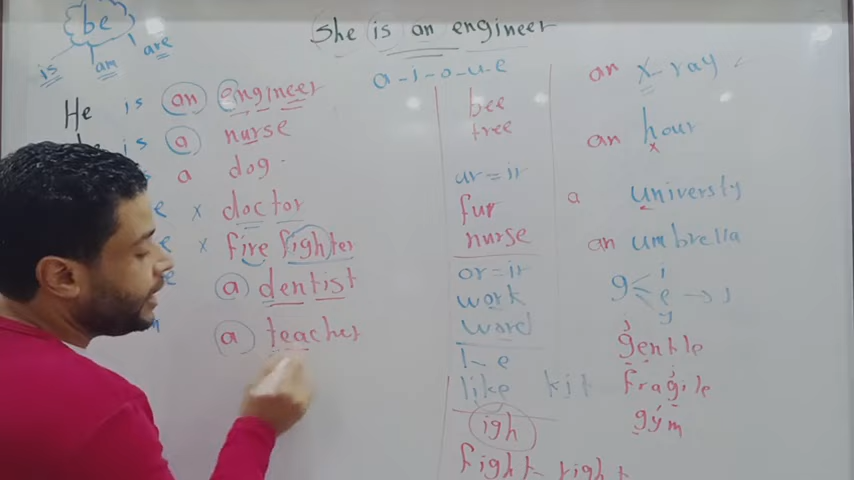 be
is am are
She is an engineer
a-i-o-u-e
He is an engineer
is a nurse
a dog.
e x doctor
e x fire fighter
e a dentist
a teacher
bee
tree
ur = ir
fur
nurse
or = ir
work
word
i-e
like kit
igh
fight - right
an x-ray
an hour
x
a universty
an umbrella
g i
e → j
y
j
gentle
j
fragile
j
gym